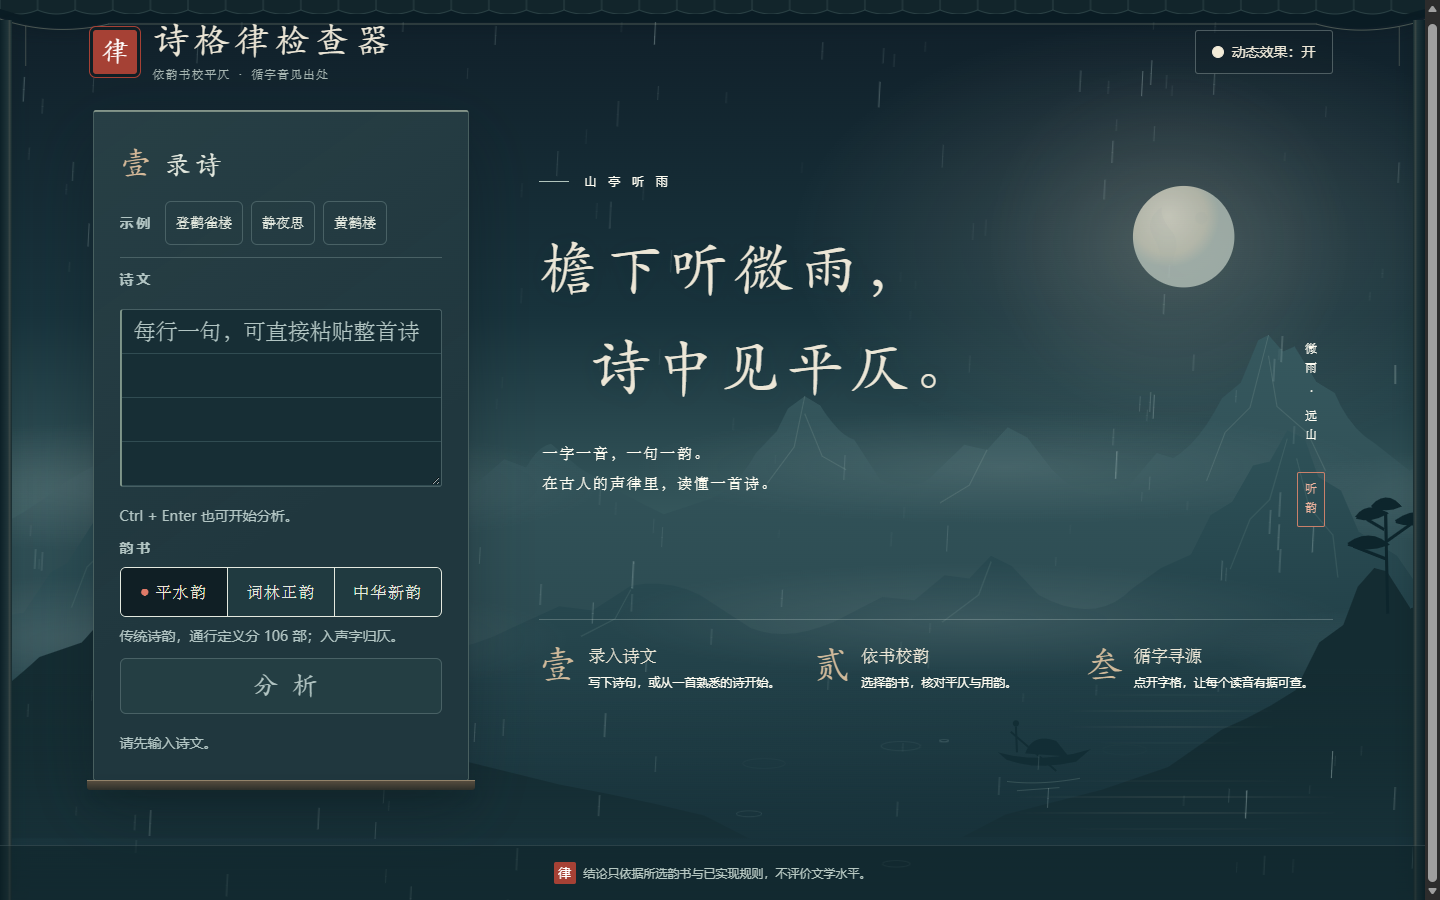 律
诗格律检查器
依韵书校平仄 · 循字音见出处
动态效果：开
壹 录诗
示例 登鹳雀楼 静夜思 黄鹤楼
诗文
每行一句，可直接粘贴整首诗
Ctrl + Enter 也可开始分析。
韵书
平水韵 词林正韵 中华新韵
传统诗韵，通行定义分 106 部；入声字归仄。
分析
请先输入诗文。
山亭听雨
檐下听微雨，
诗中见平仄。
一字一音，一句一韵。
在古人的声律里，读懂一首诗。
微雨·远山
听韵
壹 录入诗文
写下诗句，或从一首熟悉的诗开始。
贰 依书校韵
选择韵书，核对平仄与用韵。
叁 循字寻源
点开字格，让每个读音有据可查。
律 结论只依据所选韵书与已实现规则，不评价文学水平。